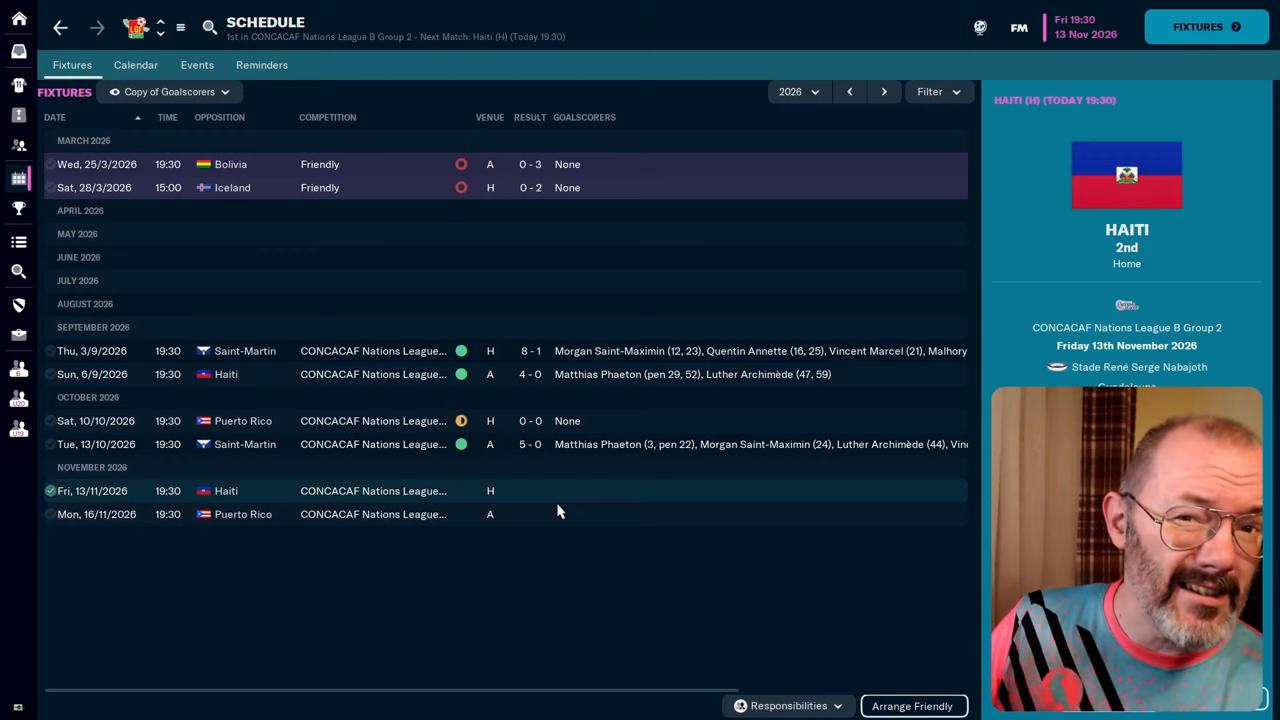 SCHEDULE
1st in CONCACAF Nations League B Group 2 - Next Match: Haiti (H) (Today 19:30)
FM
Fri 19:30
13 Nov 2026
FIXTURES
Fixtures Calendar Events Reminders
FIXTURES Copy of Goalscorers 2026 Filter
DATE TIME OPPOSITION COMPETITION VENUE RESULT GOALSCORERS
MARCH 2026
Wed, 25/3/2026 19:30 Bolivia Friendly A 0 - 3 None
Sat, 28/3/2026 15:00 Iceland Friendly H 0 - 2 None
APRIL 2026
MAY 2026
JUNE 2026
JULY 2026
AUGUST 2026
SEPTEMBER 2026
Thu, 3/9/2026 19:30 Saint-Martin CONCACAF Nations League... H 8 - 1 Morgan Saint-Maximin (12, 23), Quentin Annette (16, 25), Vincent Marcel (21), Malhory
Sun, 6/9/2026 19:30 Haiti CONCACAF Nations League... A 4 - 0 Matthias Phaeton (pen 29, 52), Luther Archimède (47, 59)
OCTOBER 2026
Sat, 10/10/2026 19:30 Puerto Rico CONCACAF Nations League... H 0 - 0 None
Tue, 13/10/2026 19:30 Saint-Martin CONCACAF Nations League... A 5 - 0 Matthias Phaeton (3, pen 22), Morgan Saint-Maximin (24), Luther Archimède (44), Vinc
NOVEMBER 2026
Fri, 13/11/2026 19:30 Haiti CONCACAF Nations League... H
Mon, 16/11/2026 19:30 Puerto Rico CONCACAF Nations League... A
Responsibilities Arrange Friendly
HAITI (H) (TODAY 19:30)
HAITI
2nd
Home
CONCACAF Nations League B Group 2
Friday 13th November 2026
Stade René Serge Nabajoth
Guadeloupe